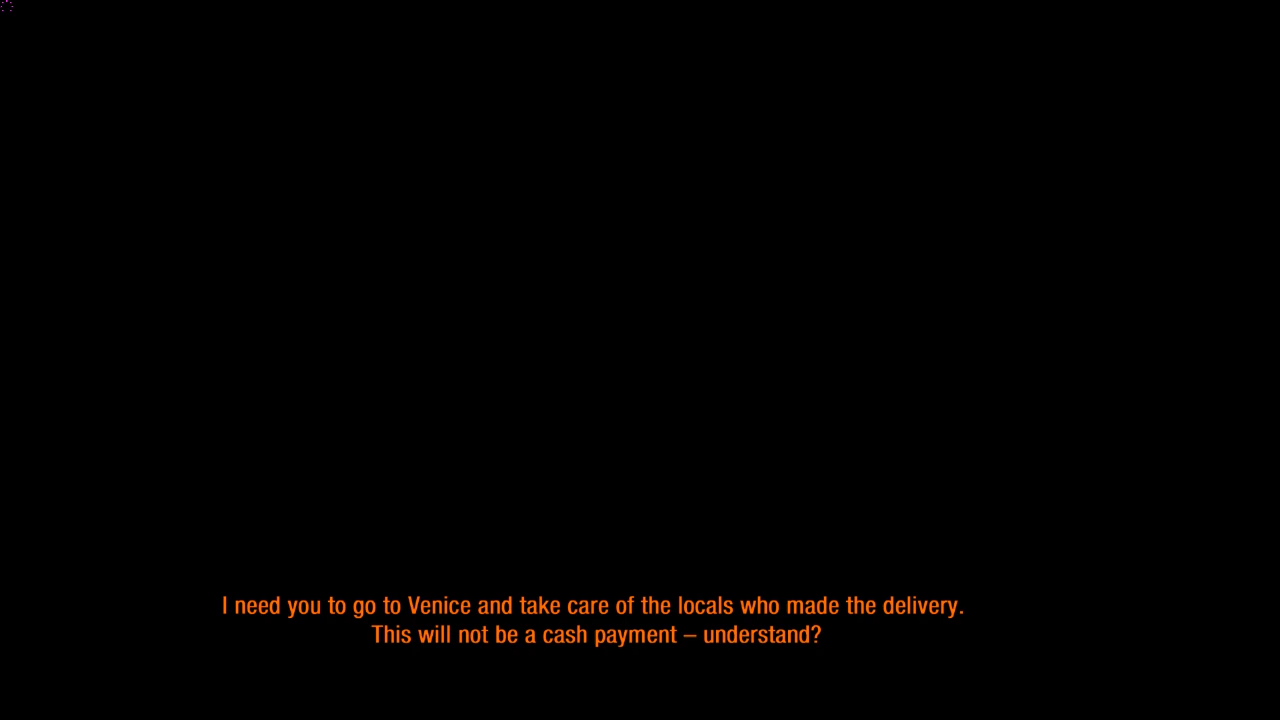 I need you to go to Venice and take care of the locals who made the delivery.
This will not be a cash payment – understand?